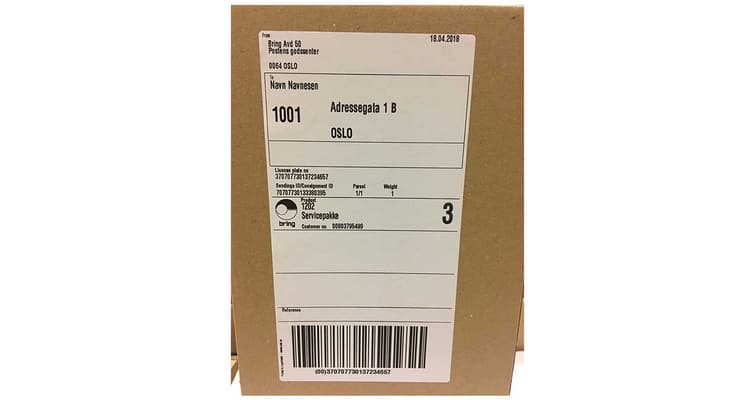 From
18.04.2018
Bring Avd 50
Postens godssenter
0064 OSLO
To
Navn Navnesen
1001
Adressegata 1 B
OSLO
License plate no
370707730137234657
Sendings ID/Consignment ID Parcel Weight
70707730133380395 1/1 1
Product
1202
Servicepakke
3
bring
Customer no 00003795499
Reference
(00)370707730137234657